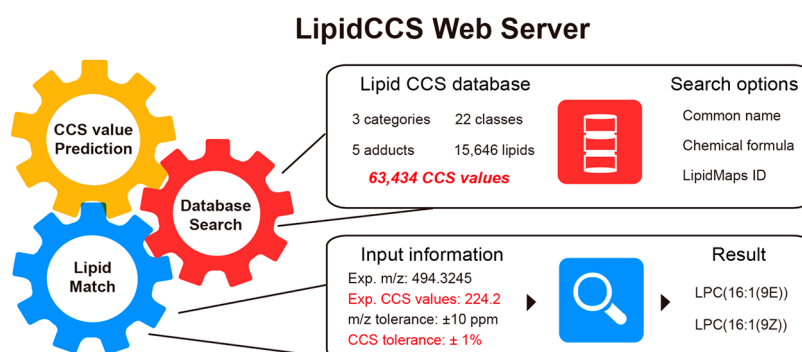 LipidCCS Web Server
CCS value
Prediction
Database
Search
Lipid
Match
Lipid CCS database
3 categories 22 classes
5 adducts 15,646 lipids
63,434 CCS values
Search options
Common name
Chemical formula
LipidMaps ID
Input information
Exp. m/z: 494.3245
Exp. CCS values: 224.2
m/z tolerance: ±10 ppm
CCS tolerance: ± 1%
Result
LPC(16:1(9E))
LPC(16:1(9Z))